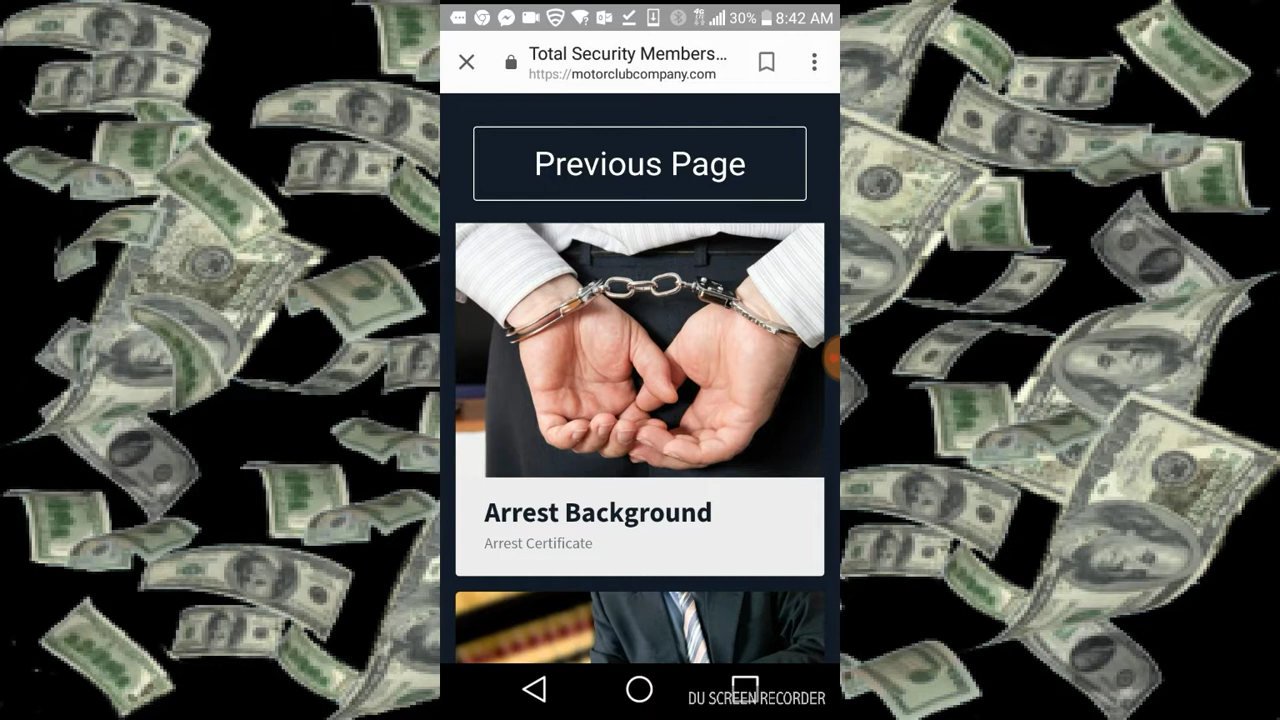 30% 8:42 AM
Total Security Members...
https://motorclubcompany.com
Previous Page
Arrest Background
Arrest Certificate
DU SCREEN RECORDER